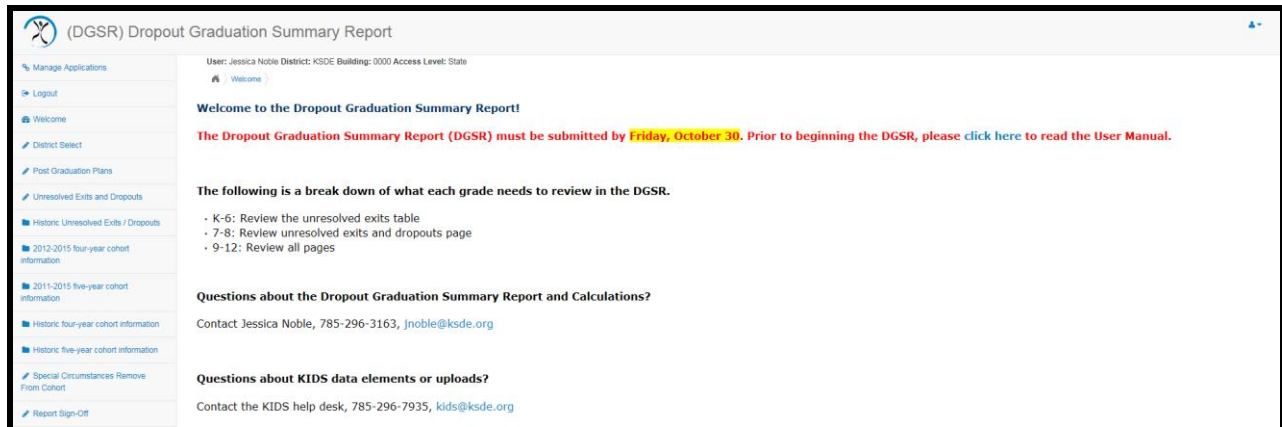 (DGSR) Dropout Graduation Summary Report
Manage Applications
Logout
Welcome
District Select
Post Graduation Plans
Unresolved Exits and Dropouts
Historic Unresolved Exits / Dropouts
2012-2015 four-year cohort
information
2011-2015 five-year cohort
information
Historic four-year cohort information
Historic five-year cohort information
Special Circumstances Remove
From Cohort
Report Sign-Off
User: Jessica Noble District: KSDE Building: 0000 Access Level: State
Welcome
Welcome to the Dropout Graduation Summary Report!
The Dropout Graduation Summary Report (DGSR) must be submitted by Friday, October 30. Prior to beginning the DGSR, please click here to read the User Manual.
The following is a break down of what each grade needs to review in the DGSR.
· K-6: Review the unresolved exits table
· 7-8: Review unresolved exits and dropouts page
· 9-12: Review all pages
Questions about the Dropout Graduation Summary Report and Calculations?
Contact Jessica Noble, 785-296-3163, jnoble@ksde.org
Questions about KIDS data elements or uploads?
Contact the KIDS help desk, 785-296-7935, kids@ksde.org